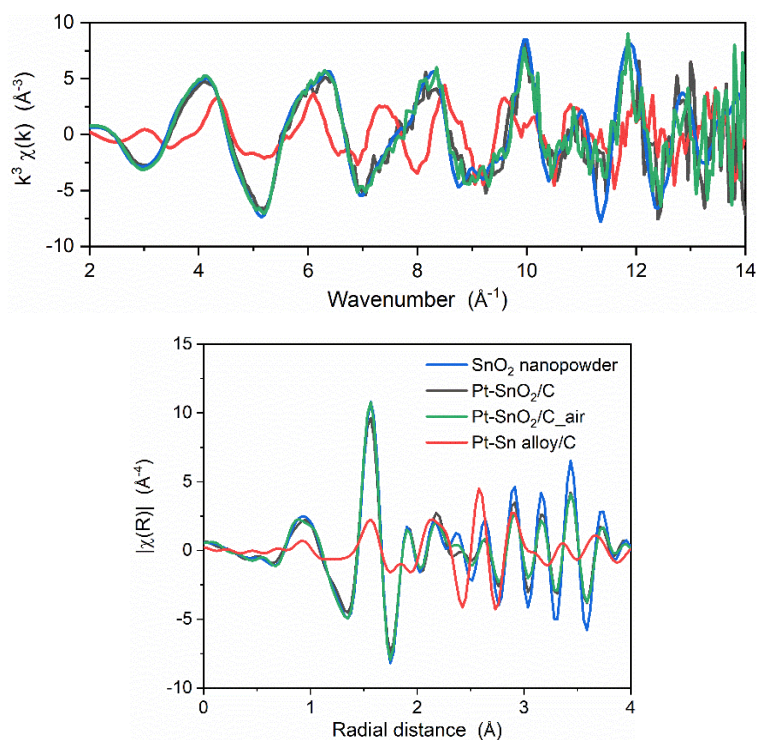 10
5
0
-5
-10
k³ χ(k) (Å⁻³)
2 4 6 8 10 12 14
Wavenumber (Å⁻¹)
15
10
5
0
-5
-10
|χ(R)| (Å⁻⁴)
SnO₂ nanopowder
Pt-SnO₂/C
Pt-SnO₂/C_air
Pt-Sn alloy/C
0 1 2 3 4
Radial distance (Å)